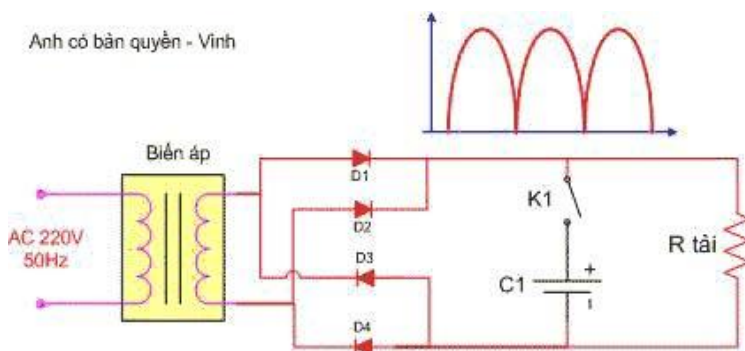 Anh có bản quyền - Vinh
Biến áp
D1
K1
D2
AC 220V
50Hz
R tải
D3
C1
+
D4